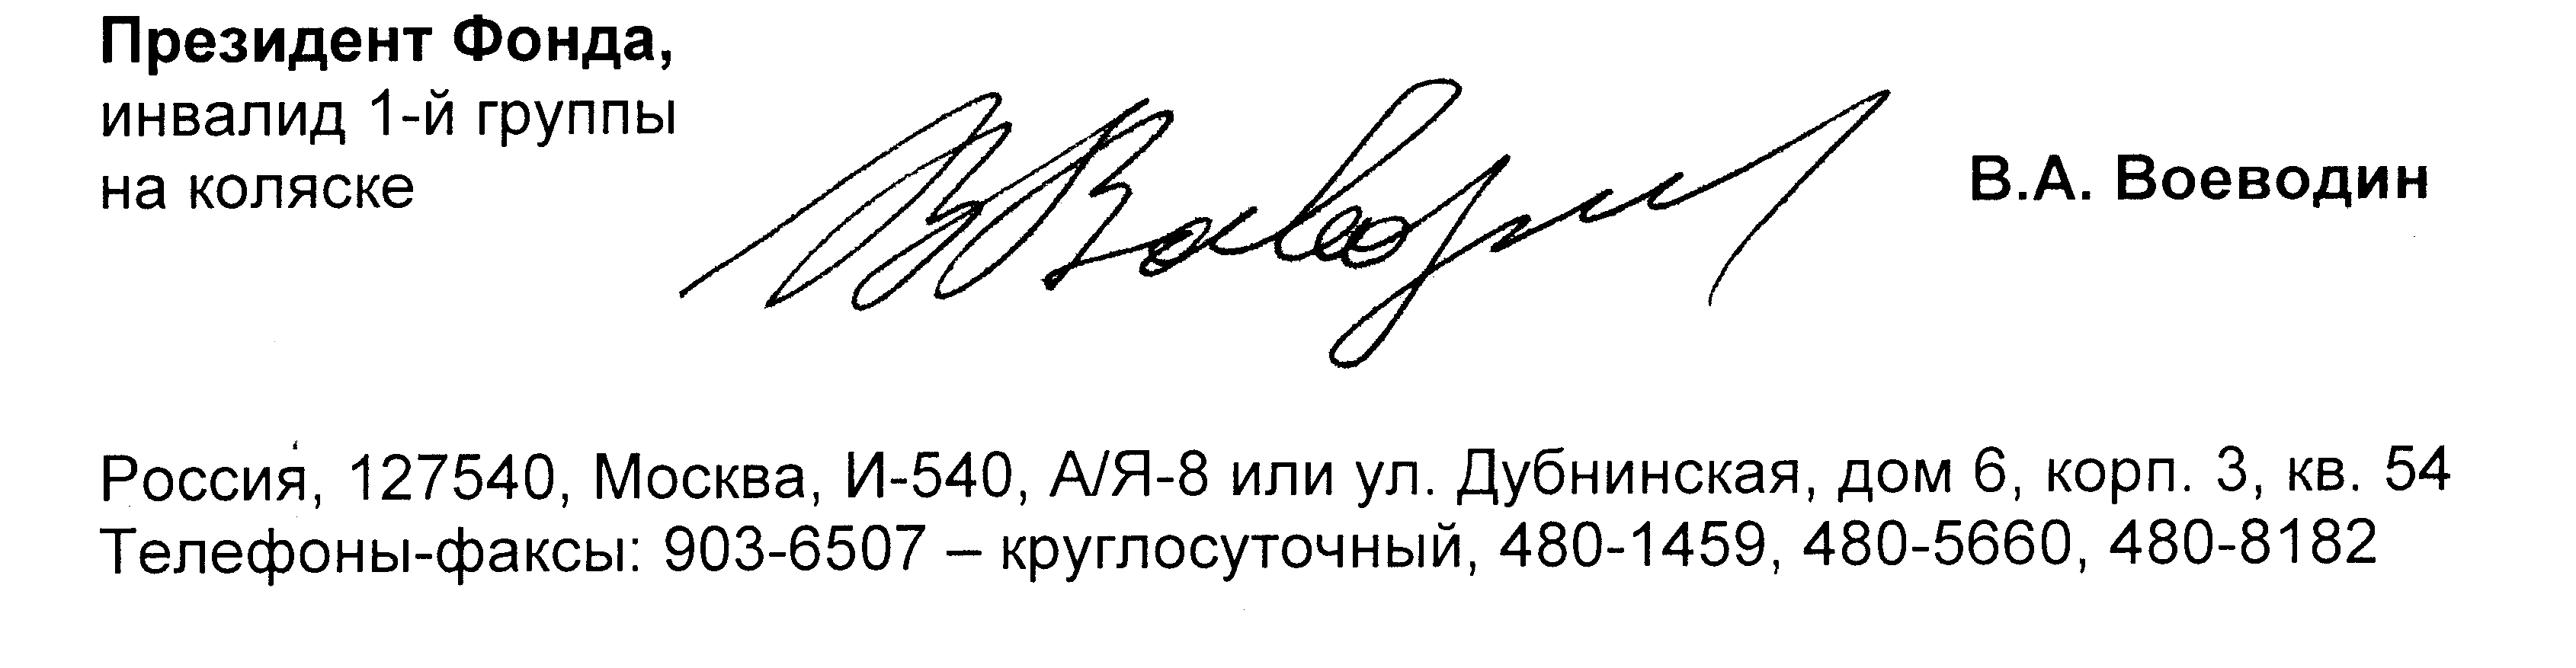 Президент Фонда,
инвалид 1-й группы
на коляске
В.А. Воеводин
Россия, 127540, Москва, И-540, А/Я-8 или ул. Дубнинская, дом 6, корп. 3, кв. 54
Телефоны-факсы: 903-6507 – круглосуточный, 480-1459, 480-5660, 480-8182